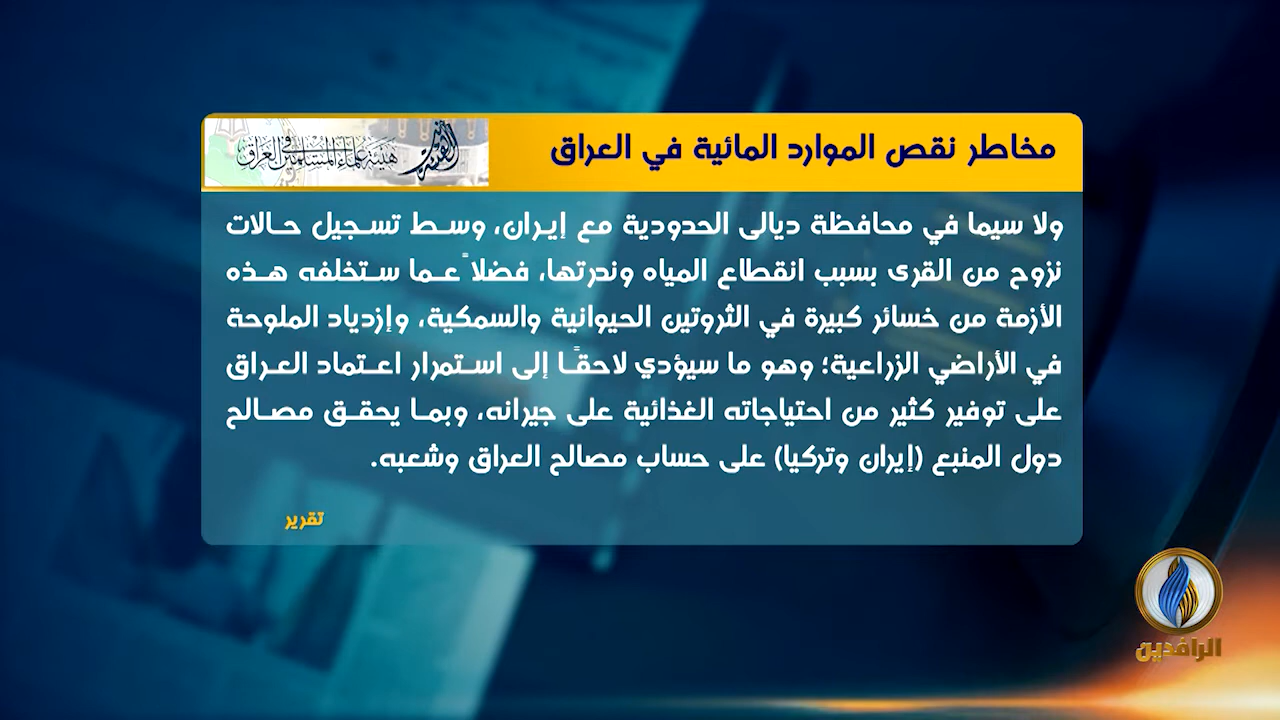 مخاطر نقص الموارد المائية في العراق
هيئة علماء المسلمين في العراق
ولا سيما في محافظة ديالى الحدودية مع إيران، وسط تسجيل حالات
نزوح من القرى بسبب انقطاع المياه وندرتها، فضلاً عما ستخلفه هذه
الأزمة من خسائر كبيرة في الثروتين الحيوانية والسمكية، وإزدياد الملوحة
في الأراضي الزراعية؛ وهو ما سيؤدي لاحقًا إلى استمرار اعتماد العراق
على توفير كثير من احتياجاته الغذائية على جيرانه، وبما يحقق مصالح
دول المنبع (إيران وتركيا) على حساب مصالح العراق وشعبه.
تقرير
الرافدين